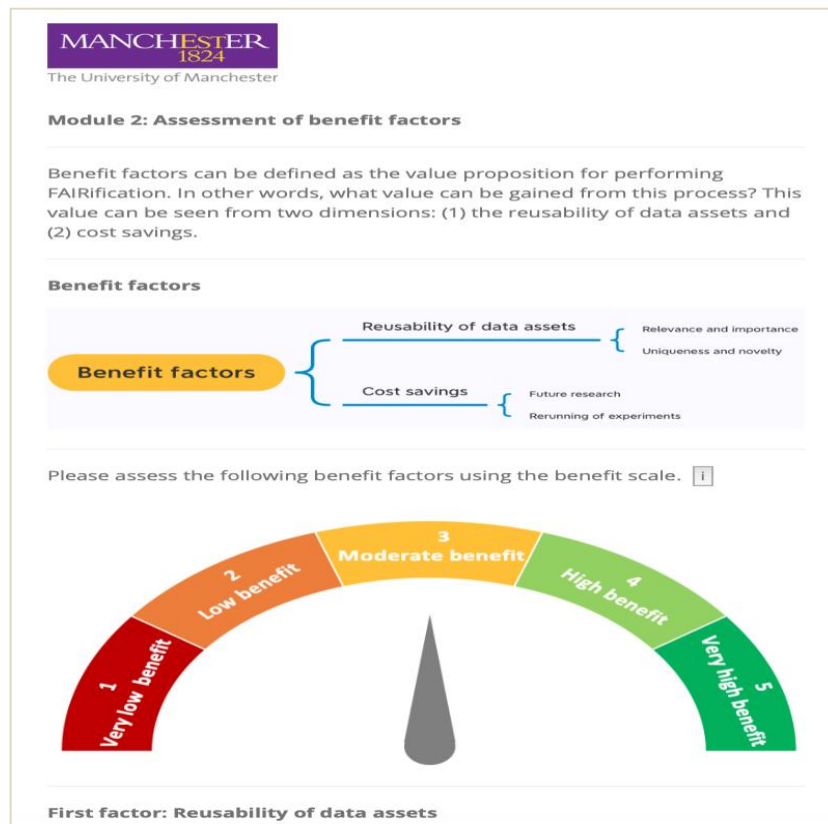 MANCHESTER
1824
The University of Manchester
Module 2: Assessment of benefit factors
Benefit factors can be defined as the value proposition for performing
FAIRification. In other words, what value can be gained from this process? This
value can be seen from two dimensions: (1) the reusability of data assets and
(2) cost savings.
Benefit factors
Benefit factors
Reusability of data assets
Relevance and importance
Uniqueness and novelty
Cost savings
Future research
Rerunning of experiments
Please assess the following benefit factors using the benefit scale. i
1
Very low benefit
2
Low benefit
3
Moderate benefit
4
High benefit
5
Very high benefit
First factor: Reusability of data assets